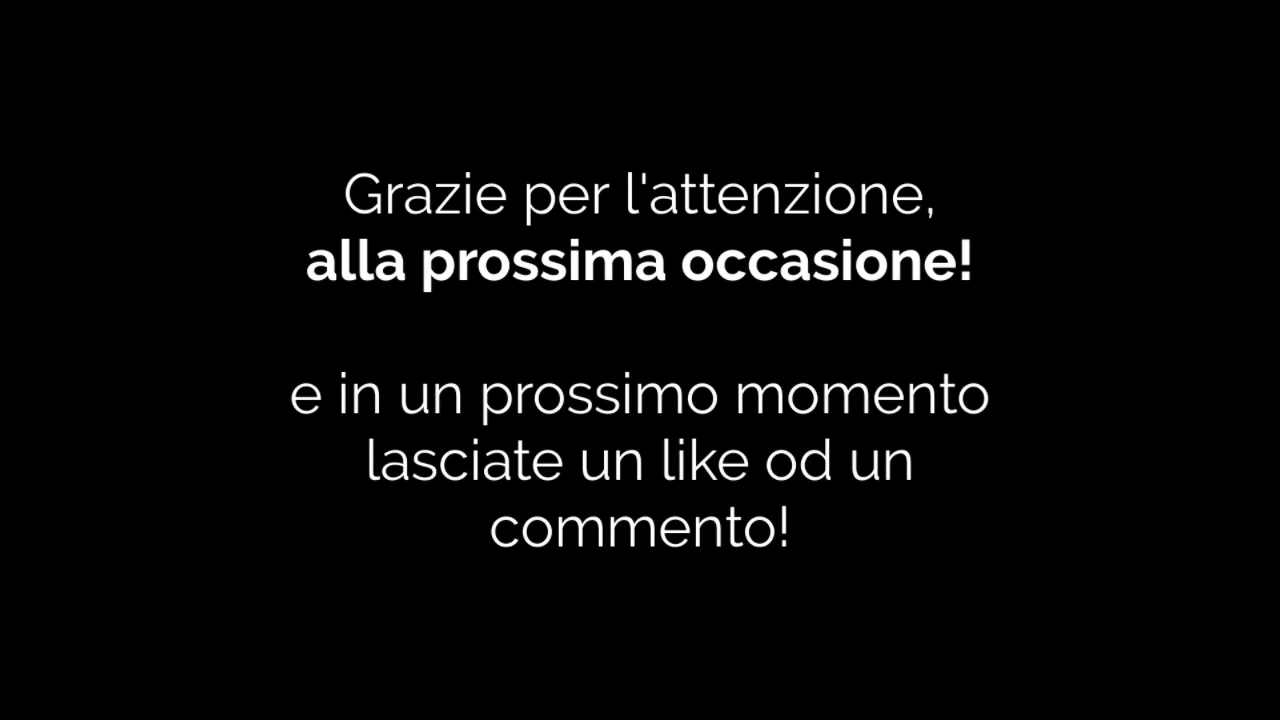 Grazie per l'attenzione,
alla prossima occasione!
e in un prossimo momento
lasciate un like od un
commento!